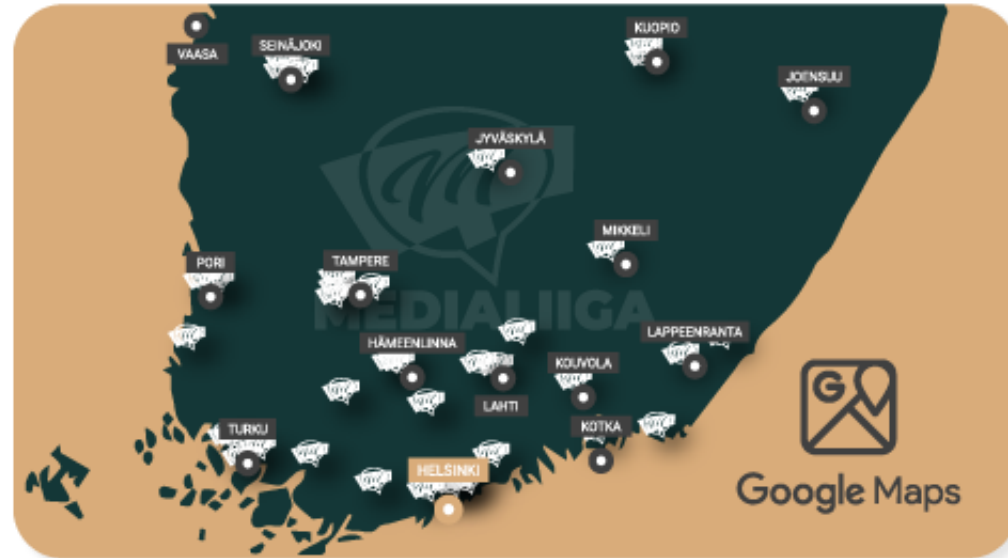 KUOPIO
SEINÄJOKI
VAASA
JOENSUU
JYVÄSKYLÄ
MIKKELI
PORI
TAMPERE
MEDIALIIGA
LAPPEENRANTA
HÄMEENLINNA
KOUVOLA
LAHTI
KOTKA
TURKU
HELSINKI
G
Google Maps